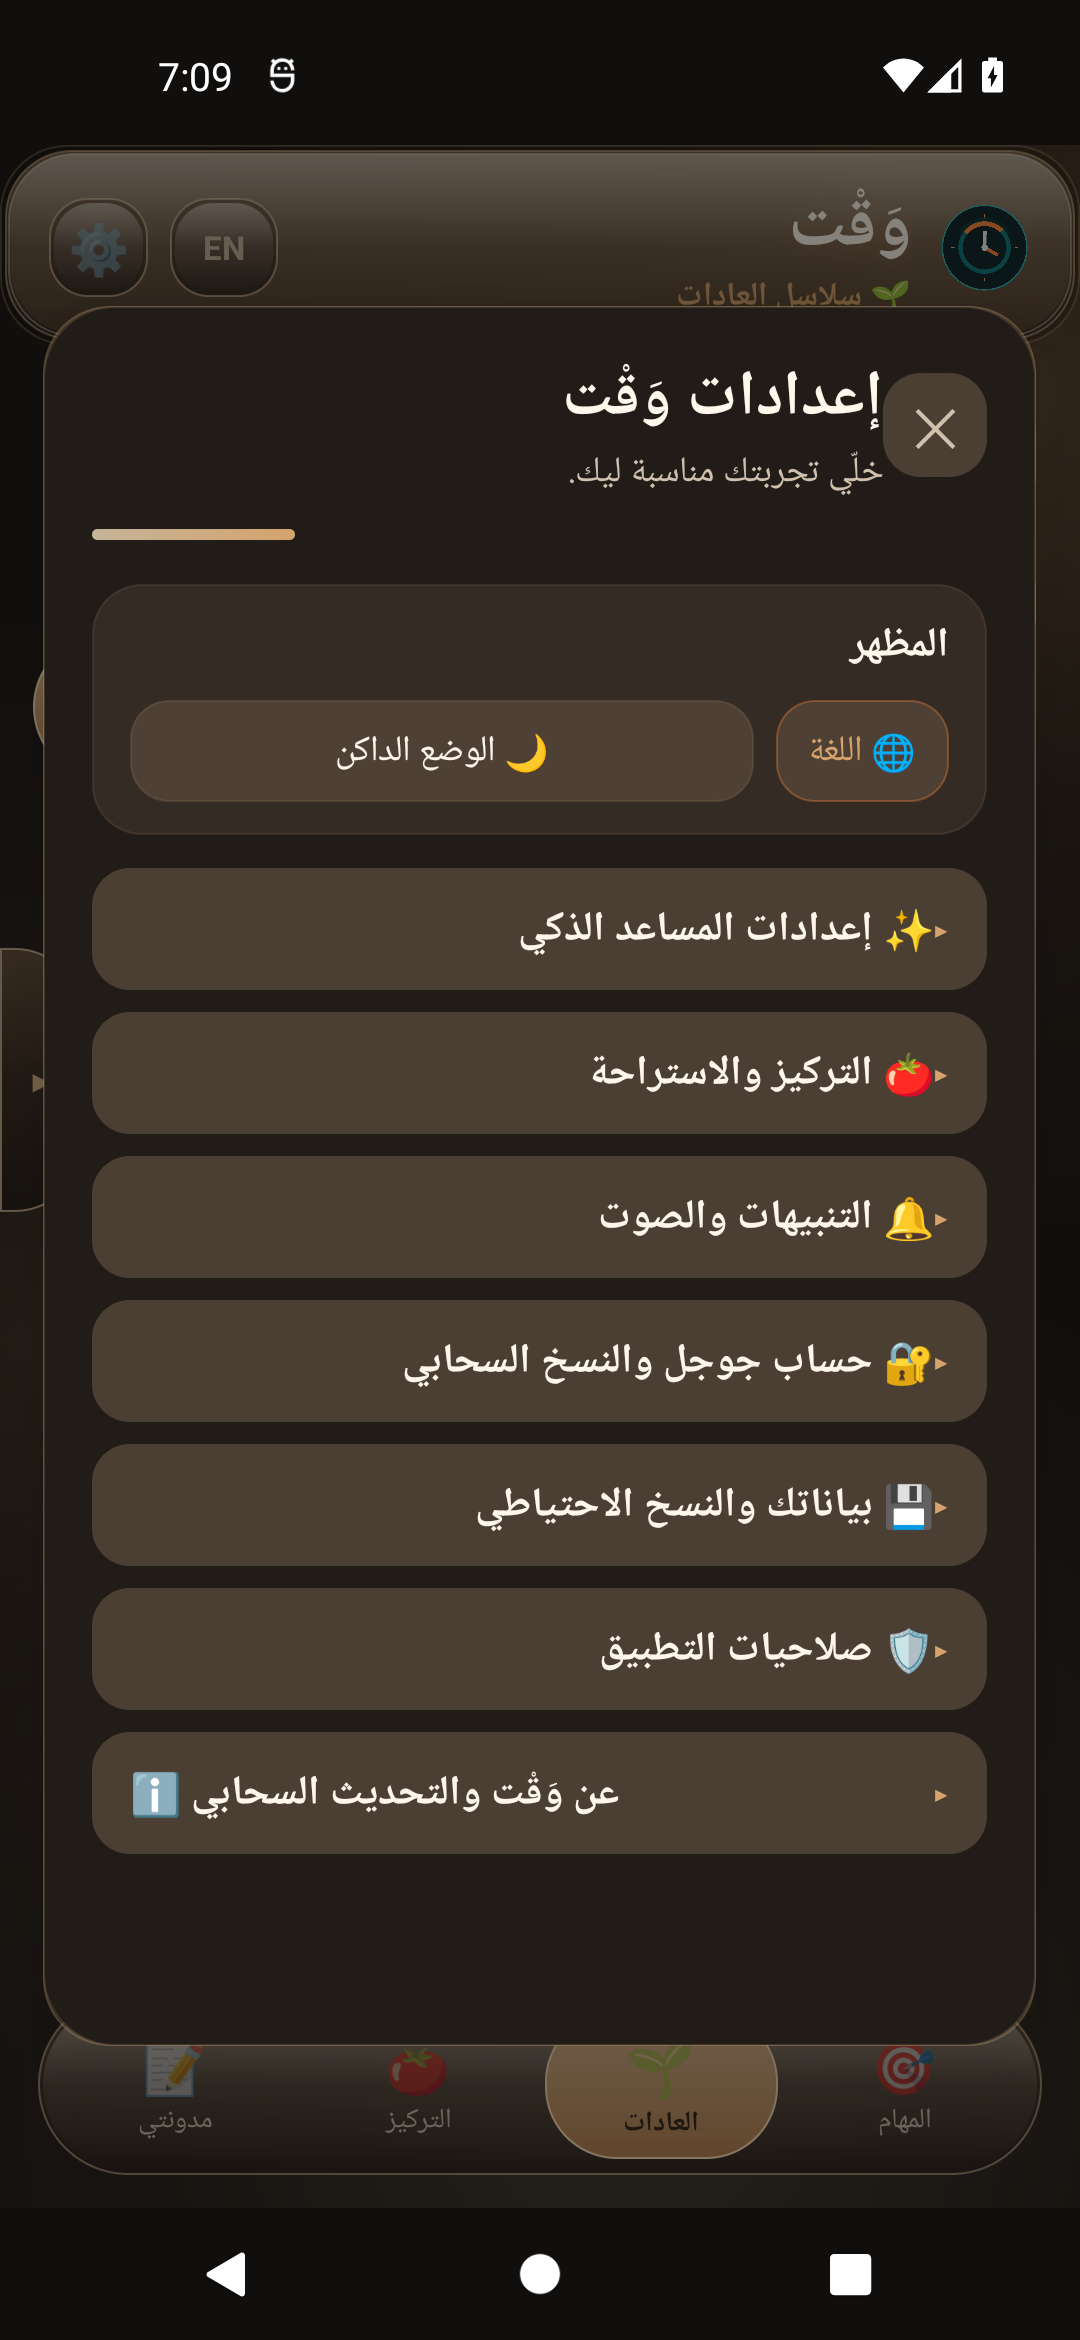 7:09
وَقْت
🌱 سلاسل العادات
EN
إعدادات وَقْت
خلّي تجربتك مناسبة ليك.
المظهر
🌐 اللغة
🌙 الوضع الداكن
✨ إعدادات المساعد الذكي
🍅 التركيز والاستراحة
🔔 التنبيهات والصوت
🔐 حساب جوجل والنسخ السحابي
💾 بياناتك والنسخ الاحتياطي
🛡️ صلاحيات التطبيق
عن وَقْت والتحديث السحابي ℹ️
المهام
العادات
التركيز
مدونتي